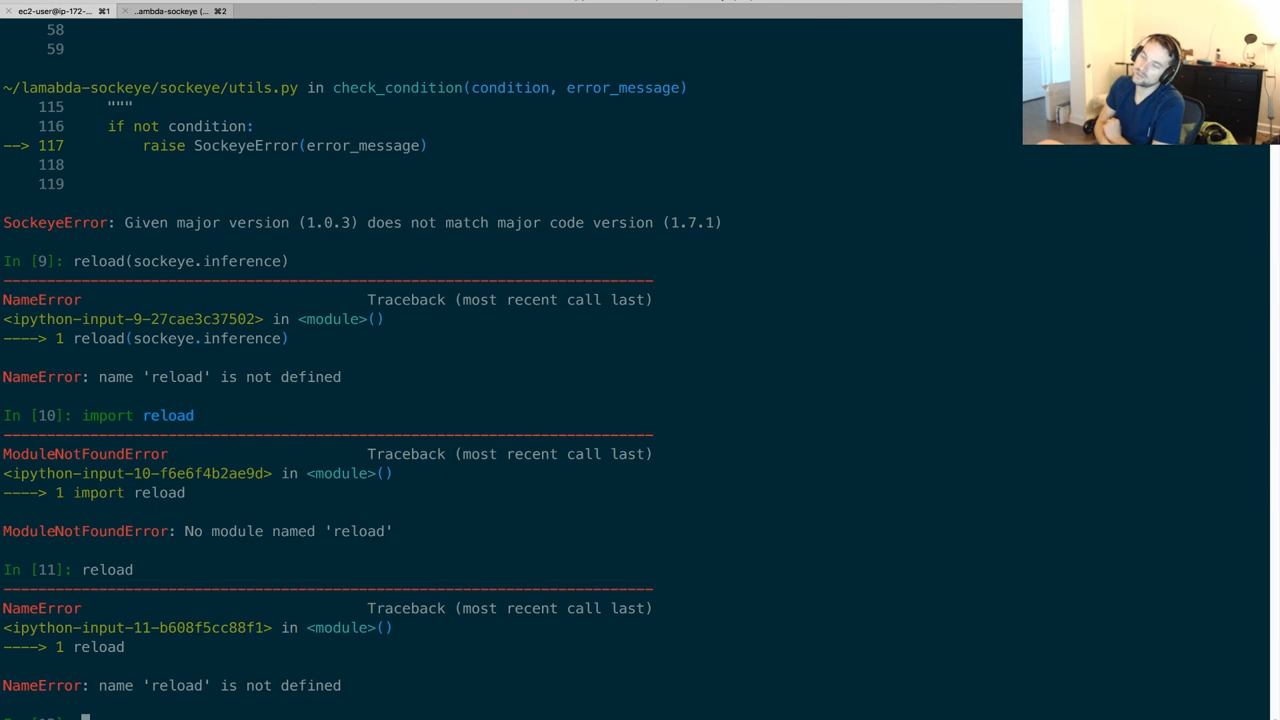 ec2-user@ip-172-... ⌘1 ..ambda-sockeye (... ⌘2
58
59
~/lamabda-sockeye/sockeye/utils.py in check_condition(condition, error_message)
115 """
116 if not condition:
--> 117 raise SockeyeError(error_message)
118
119
SockeyeError: Given major version (1.0.3) does not match major code version (1.7.1)
In [9]: reload(sockeye.inference)
---------------------------------------------------------------------------
NameError Traceback (most recent call last)
<ipython-input-9-27cae3c37502> in <module>()
----> 1 reload(sockeye.inference)
NameError: name 'reload' is not defined
In [10]: import reload
---------------------------------------------------------------------------
ModuleNotFoundError Traceback (most recent call last)
<ipython-input-10-f6e6f4b2ae9d> in <module>()
----> 1 import reload
ModuleNotFoundError: No module named 'reload'
In [11]: reload
---------------------------------------------------------------------------
NameError Traceback (most recent call last)
<ipython-input-11-b608f5cc88f1> in <module>()
----> 1 reload
NameError: name 'reload' is not defined